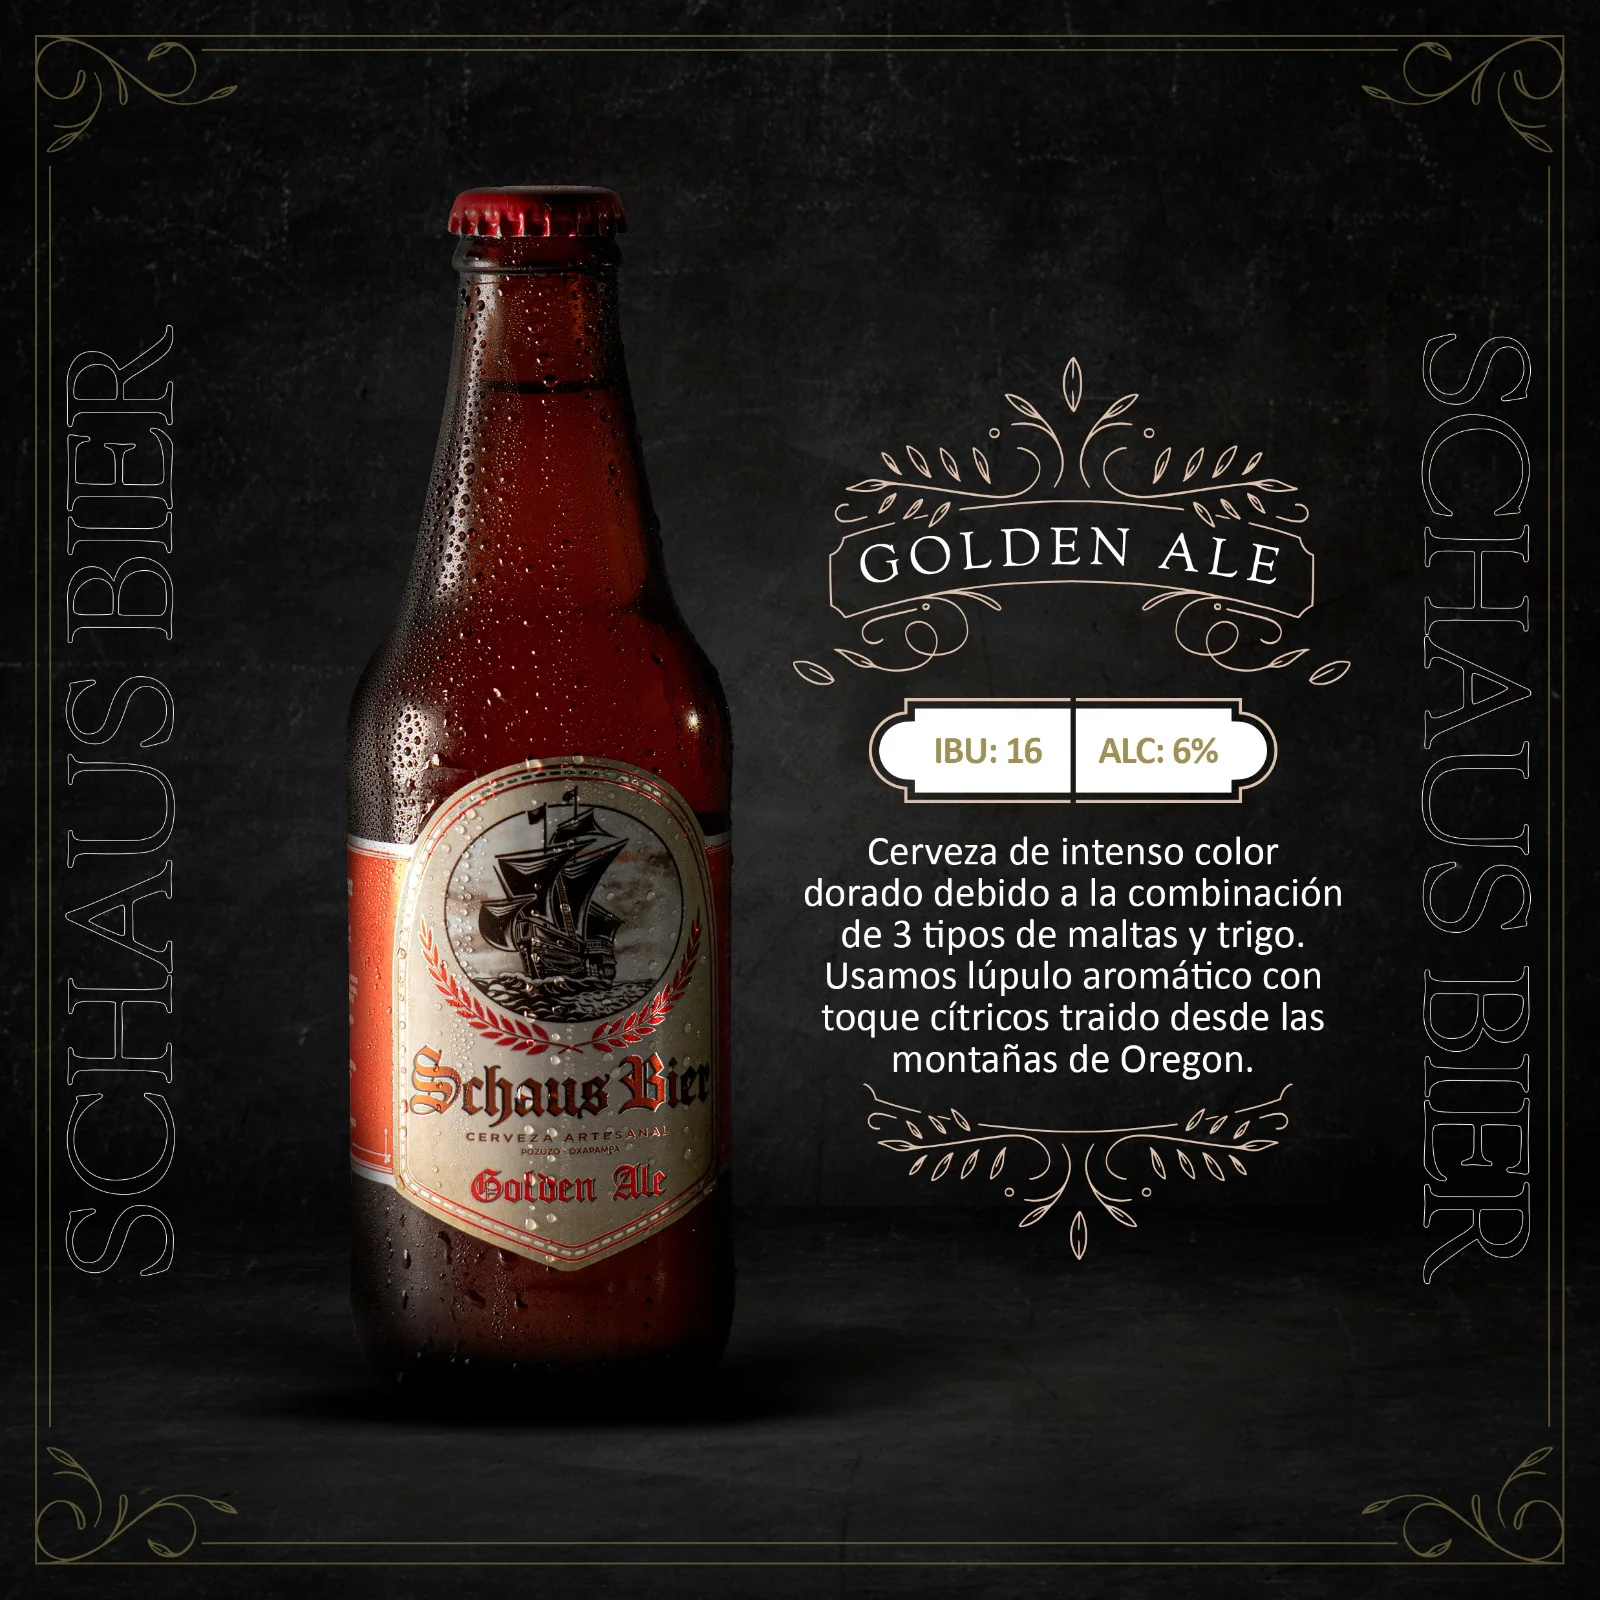 SCHAUS BIER
GOLDEN ALE
IBU: 16
ALC: 6%
Cerveza de intenso color
dorado debido a la combinación
de 3 tipos de maltas y trigo.
Usamos lúpulo aromático con
toque cítricos traido desde las
montañas de Oregon.
Schaus Bier
CERVEZA ARTESANAL
POZUZO - OXAPAMPA
Golden Ale
SCHAUS BIER